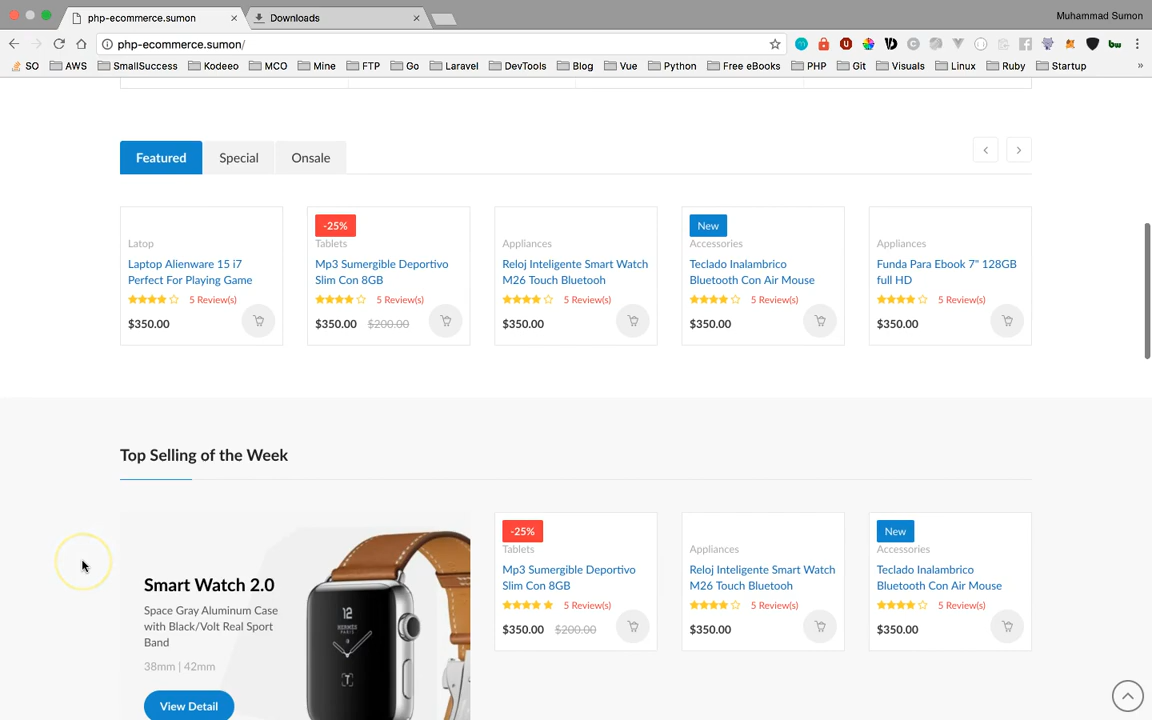 php-ecommerce.sumon
Downloads
Muhammad Sumon
php-ecommerce.sumon/
SO
AWS
SmallSuccess
Kodeeo
MCO
Mine
FTP
Go
Laravel
DevTools
Blog
Vue
Python
Free eBooks
PHP
Git
Visuals
Linux
Ruby
Startup
»
Featured
Special
Onsale
Latop
Laptop Alienware 15 i7
Perfect For Playing Game
5 Review(s)
$350.00
-25%
Tablets
Mp3 Sumergible Deportivo
Slim Con 8GB
5 Review(s)
$350.00 $200.00
Appliances
Reloj Inteligente Smart Watch
M26 Touch Bluetooh
5 Review(s)
$350.00
New
Accessories
Teclado Inalambrico
Bluetooth Con Air Mouse
5 Review(s)
$350.00
Appliances
Funda Para Ebook 7" 128GB
full HD
5 Review(s)
$350.00
Top Selling of the Week
Smart Watch 2.0
Space Gray Aluminum Case
with Black/Volt Real Sport
Band
38mm | 42mm
View Detail
12
HERMÈS
PARIS
-25%
Tablets
Mp3 Sumergible Deportivo
Slim Con 8GB
5 Review(s)
$350.00 $200.00
Appliances
Reloj Inteligente Smart Watch
M26 Touch Bluetooh
5 Review(s)
$350.00
New
Accessories
Teclado Inalambrico
Bluetooth Con Air Mouse
5 Review(s)
$350.00